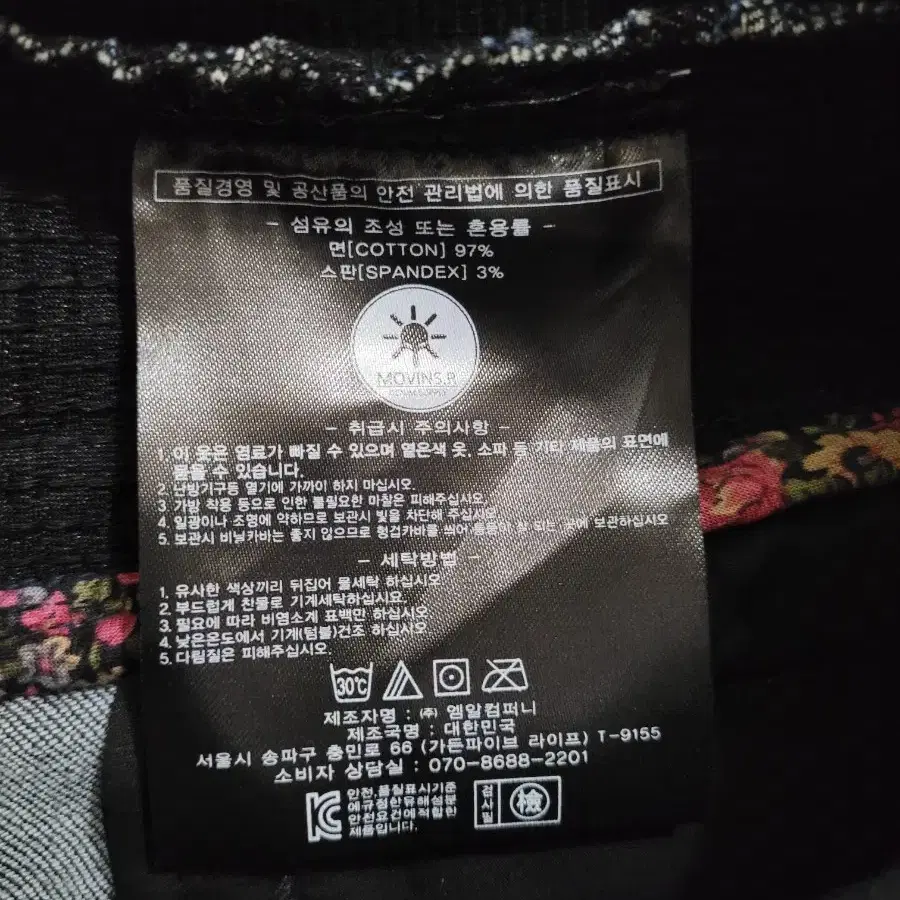 품질경영 및 공산품의 안전 관리법에 의한 품질표시
- 섬유의 조성 또는 혼용률 -
면[COTTON] 97%
스판[SPANDEX] 3%
MOVINS.R
- 취급시 주의사항 -
1. 이 옷은 염료가 빠질 수 있으며 옅은색 옷, 소파 등 기타 제품의 표면에
묻을 수 있습니다.
2. 난방기구등 열기에 가까이 하지 마십시오.
3. 가방 착용 등으로 인한 불필요한 마찰은 피해주십시오.
4. 일광이나 조명에 약하므로 보관시 빛을 차단해 주십시오.
5. 보관시 비닐카바는 좋지 않으므로 헝겁카바를 씌어 통풍이 잘 되는 곳에 보관하십시오
- 세탁방법 -
1. 유사한 색상끼리 뒤집어 물세탁 하십시오.
2. 부드럽게 찬물로 기계세탁하십시요.
3. 필요에 따라 비염소계 표백만 하십시오.
4. 낮은온도에서 기계(텀블)건조 하십시오.
5. 다림질은 피해주십시오.
30℃
제조자명 : (주) 엠알컴퍼니
제조국명 : 대한민국
서울시 송파구 충민로 66 (가든파이브 라이프) T-9155
소비자 상담실 : 070-8688-2201
안전,품질표시기준
에규정한유해성분
안전요건에적합한
제품입니다.
검사필
檢